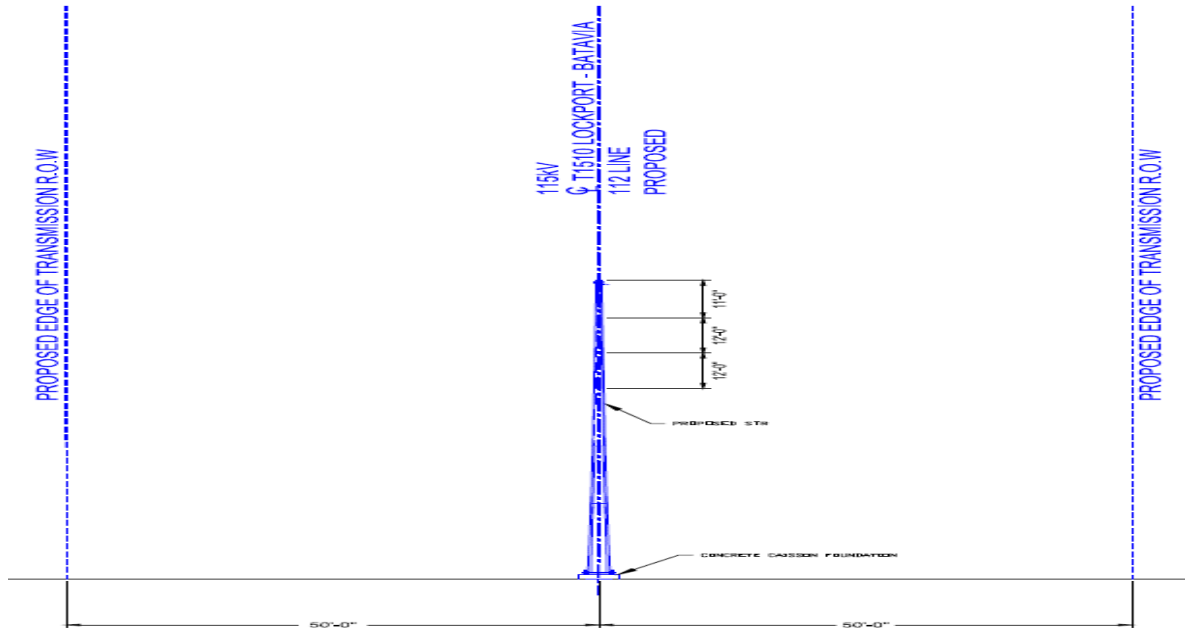 PROPOSED EDGE OF TRANSMISSION R.O.W
115kV
℄ T1510 LOCKPORT - BATAVIA
112 LINE
PROPOSED
PROPOSED EDGE OF TRANSMISSION R.O.W
11'-0"
12'-0"
12'-0"
PROPOSED STR
CONCRETE CAISSON FOUNDATION
50'-0"
50'-0"